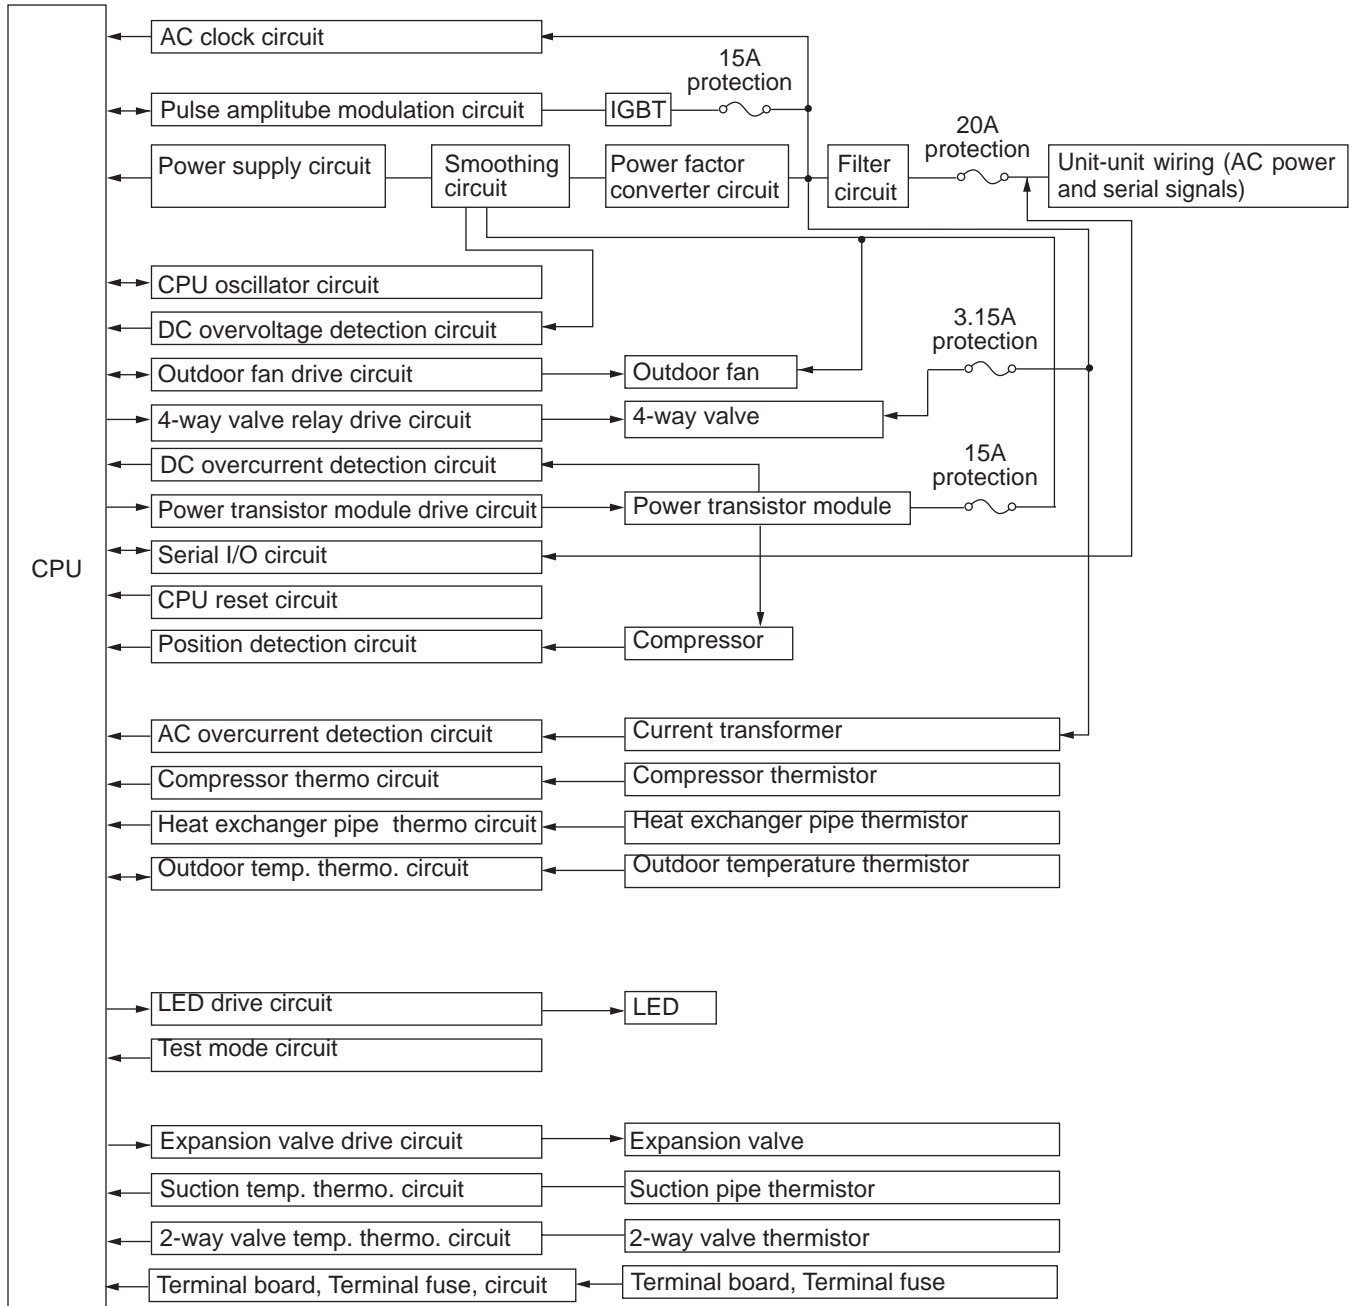 AC clock circuit
15A
protection
Pulse amplitube modulation circuit
IGBT
20A
protection
Power supply circuit
Smoothing
circuit
Power factor
converter circuit
Filter
circuit
Unit-unit wiring (AC power
and serial signals)
CPU oscillator circuit
DC overvoltage detection circuit
3.15A
protection
Outdoor fan drive circuit
Outdoor fan
4-way valve relay drive circuit
4-way valve
DC overcurrent detection circuit
15A
protection
Power transistor module drive circuit
Power transistor module
Serial I/O circuit
CPU
CPU reset circuit
Position detection circuit
Compressor
AC overcurrent detection circuit
Current transformer
Compressor thermo circuit
Compressor thermistor
Heat exchanger pipe thermo circuit
Heat exchanger pipe thermistor
Outdoor temp. thermo. circuit
Outdoor temperature thermistor
LED drive circuit
LED
Test mode circuit
Expansion valve drive circuit
Expansion valve
Suction temp. thermo. circuit
Suction pipe thermistor
2-way valve temp. thermo. circuit
2-way valve thermistor
Terminal board, Terminal fuse, circuit
Terminal board, Terminal fuse